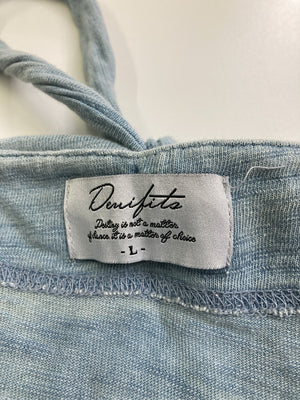 Denifits
Destiny is not a matter
of chance. it is a matter of choice
- L -